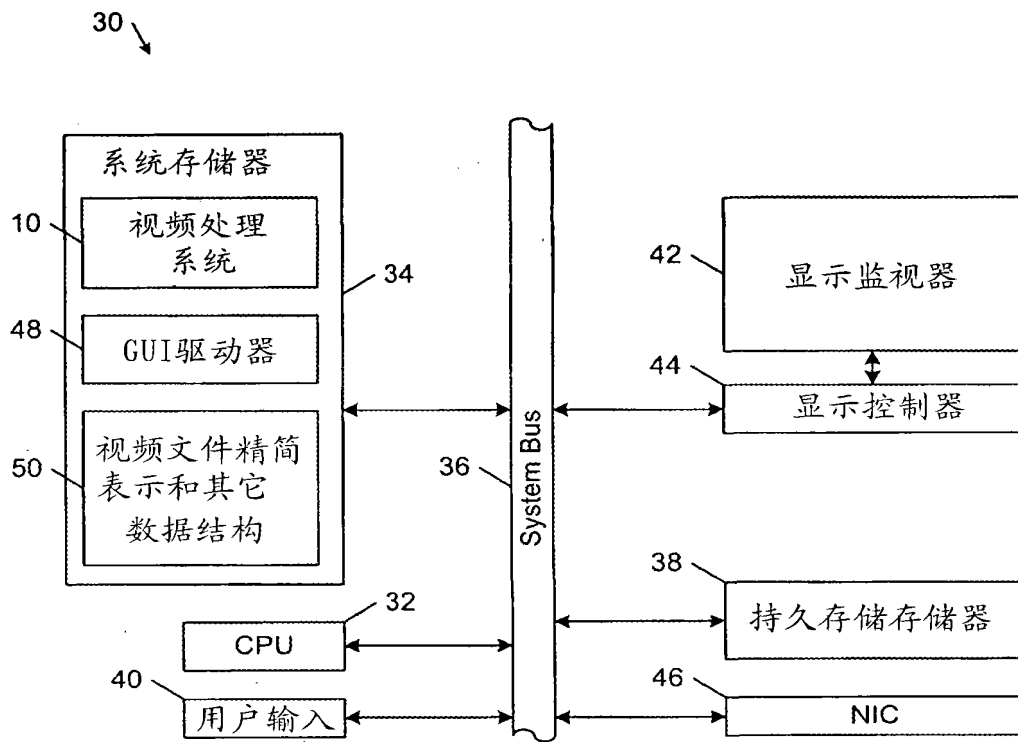 30
系统存储器
10
视频处理
系统
34
48
GUI驱动器
50
视频文件精简
表示和其它
数据结构
32
CPU
40
用户输入
36
System Bus
42
显示监视器
44
显示控制器
38
持久存储存储器
46
NIC